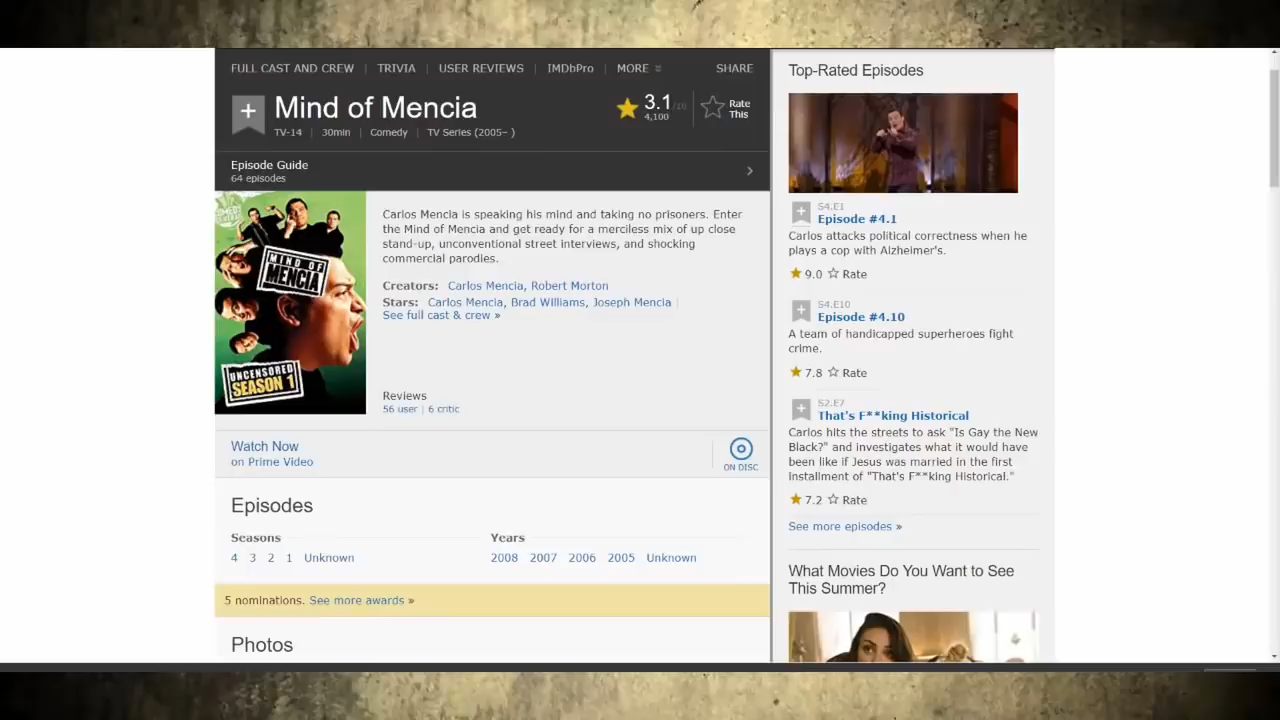 FULL CAST AND CREW | TRIVIA | USER REVIEWS | IMDbPro | MORE SHARE
Mind of Mencia
3.1/10
4,100
Rate
This
TV-14 | 30min | Comedy | TV Series (2005– )
Episode Guide
64 episodes
MIND OF
MENCIA
UNCENSORED
SEASON 1
Carlos Mencia is speaking his mind and taking no prisoners. Enter
the Mind of Mencia and get ready for a merciless mix of up close
stand-up, unconventional street interviews, and shocking
commercial parodies.
Creators: Carlos Mencia, Robert Morton
Stars: Carlos Mencia, Brad Williams, Joseph Mencia |
See full cast & crew »
Reviews
56 user | 6 critic
Watch Now
on Prime Video
ON DISC
Episodes
Seasons
4 3 2 1 Unknown
Years
2008 2007 2006 2005 Unknown
5 nominations. See more awards »
Photos
Top-Rated Episodes
S4.E1
Episode #4.1
Carlos attacks political correctness when he
plays a cop with Alzheimer's.
9.0 Rate
S4.E10
Episode #4.10
A team of handicapped superheroes fight
crime.
7.8 Rate
S2.E7
That's F**king Historical
Carlos hits the streets to ask "Is Gay the New
Black?" and investigates what it would have
been like if Jesus was married in the first
installment of "That's F**king Historical."
7.2 Rate
See more episodes »
What Movies Do You Want to See
This Summer?